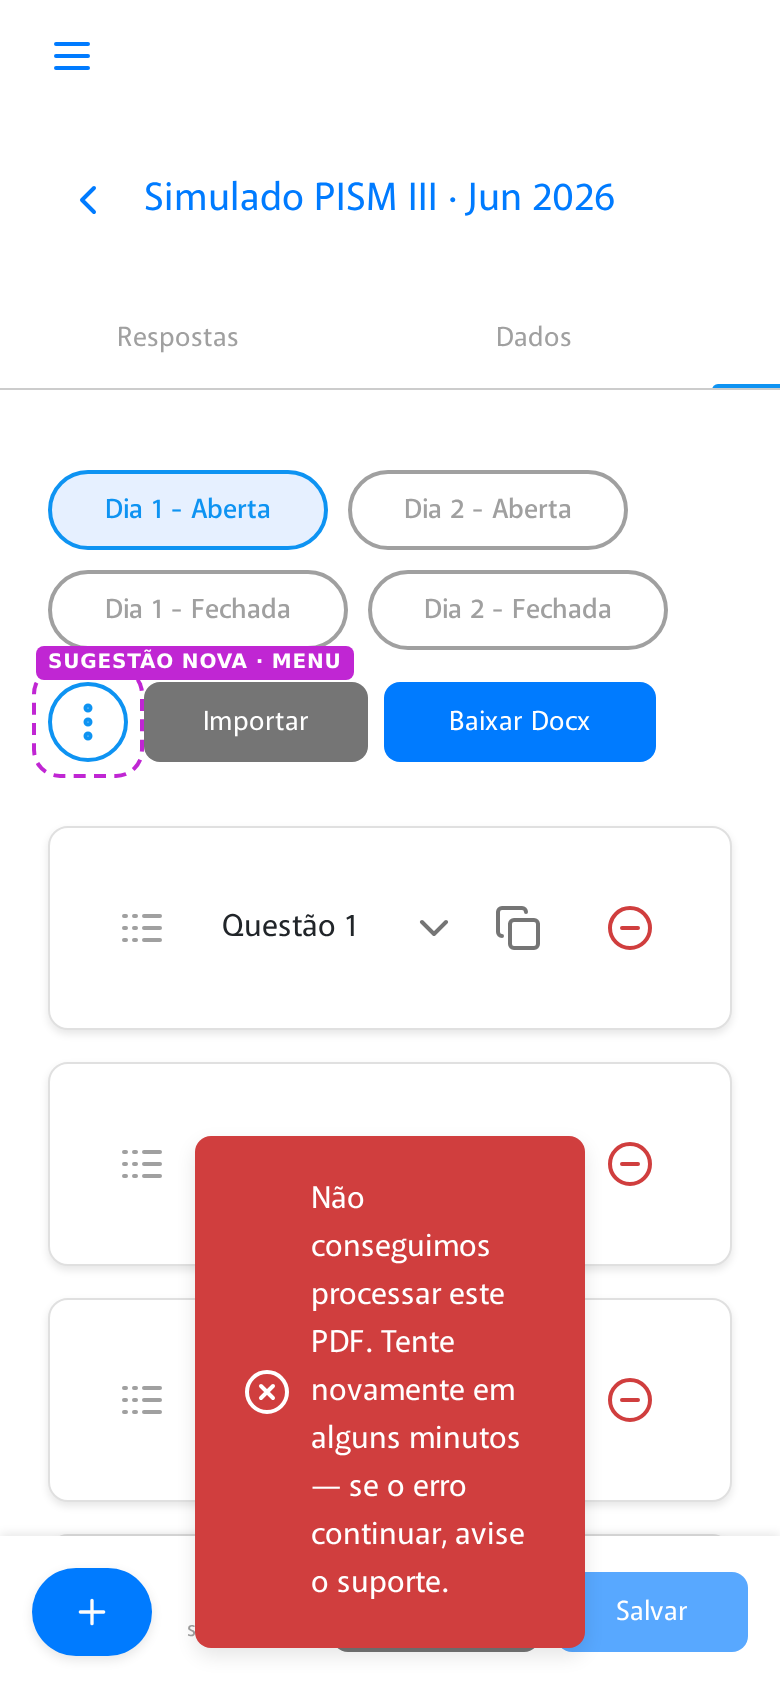 Simulado PISM III · Jun 2026
Respostas
Dados
Dia 1 - Aberta
Dia 2 - Aberta
Dia 1 - Fechada
Dia 2 - Fechada
SUGESTÃO NOVA · MENU
Importar
Baixar Docx
Questão 1
Não
conseguimos
processar este
PDF. Tente
novamente em
alguns minutos
— se o erro
continuar, avise
o suporte.
Salvar